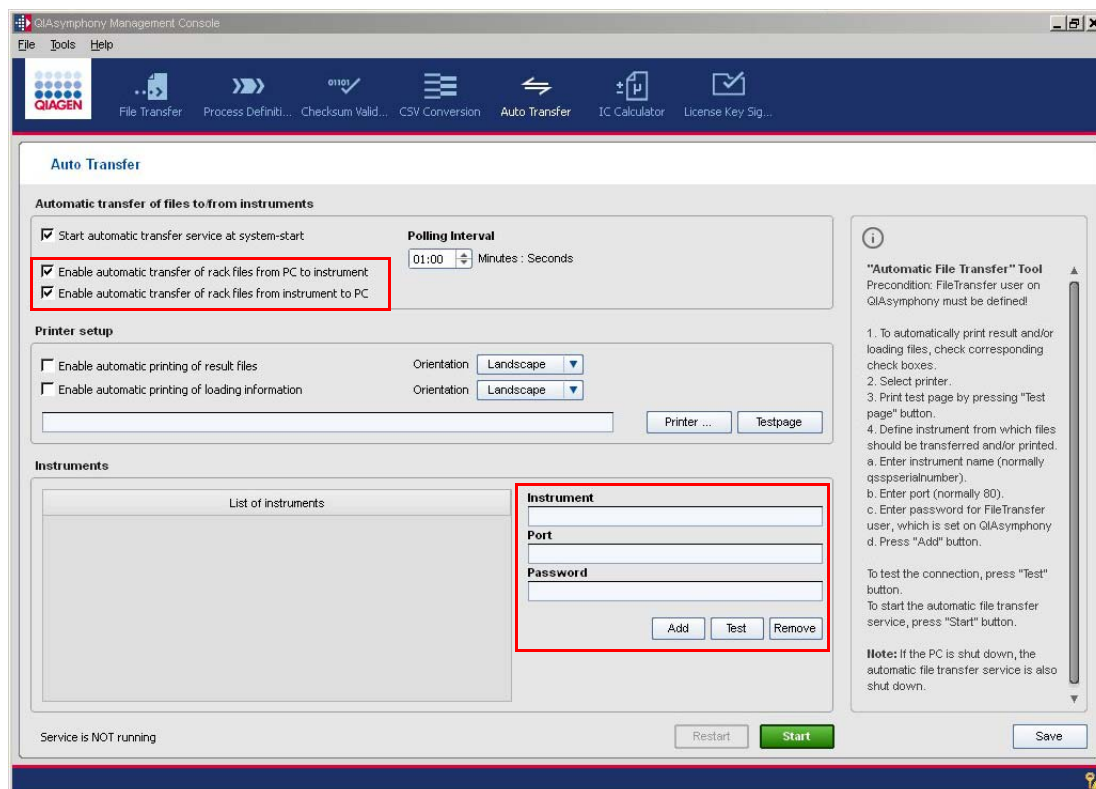 QIAsymphony Management Console
File Tools Help
QIAGEN
File Transfer
Process Definiti...
Checksum Valid...
CSV Conversion
Auto Transfer
IC Calculator
License Key Sig...
Auto Transfer
Automatic transfer of files to/from instruments
Start automatic transfer service at system-start
Enable automatic transfer of rack files from PC to instrument
Enable automatic transfer of rack files from instrument to PC
Polling Interval
01:00 Minutes : Seconds
Printer setup
Enable automatic printing of result files
Orientation Landscape
Enable automatic printing of loading information
Orientation Landscape
Printer ...
Testpage
Instruments
List of instruments
Instrument
Port
Password
Add
Test
Remove
"Automatic File Transfer" Tool
Precondition: FileTransfer user on
QIAsymphony must be defined!
1. To automatically print result and/or
loading files, check corresponding
check boxes.
2. Select printer.
3. Print test page by pressing "Test
page" button.
4. Define instrument from which files
should be transferred and/or printed.
a. Enter instrument name (normally
qsspserialnumber).
b. Enter port (normally 80).
c. Enter password for FileTransfer
user, which is set on QIAsymphony
d. Press "Add" button.
To test the connection, press "Test"
button.
To start the automatic file transfer
service, press "Start" button.
Note: If the PC is shut down, the
automatic file transfer service is also
shut down.
Service is NOT running
Restart
Start
Save